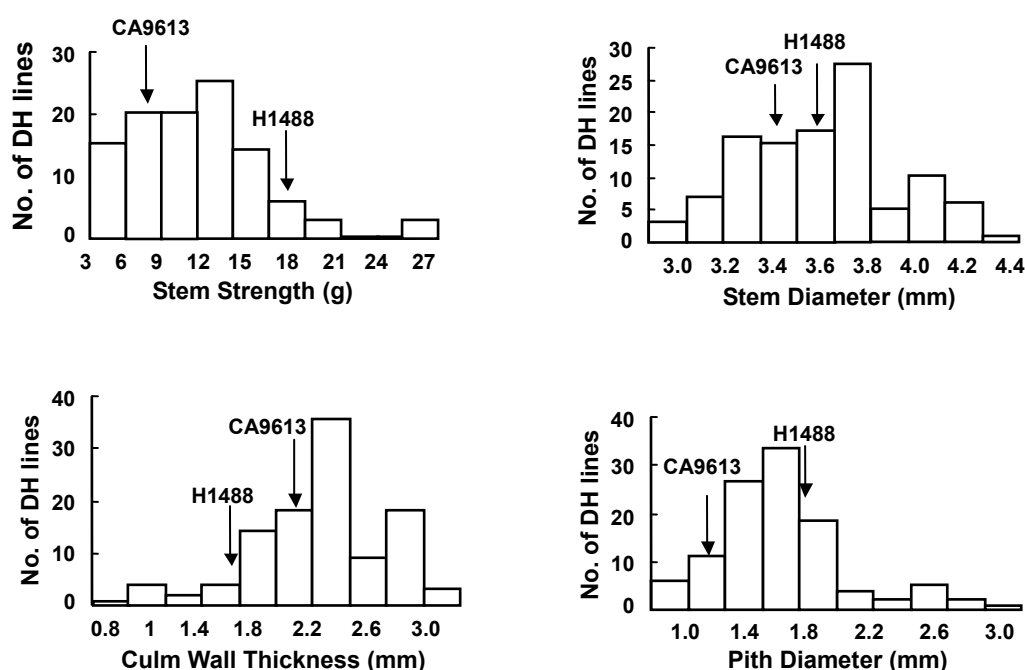 CA9613
H1488
No. of DH lines
30
20
10
0
3 6 9 12 15 18 21 24 27
Stem Strength (g)
H1488
CA9613
No. of DH lines
30
25
20
15
10
5
0
3.0 3.2 3.4 3.6 3.8 4.0 4.2 4.4
Stem Diameter (mm)
CA9613
H1488
No. of DH lines
40
30
20
10
0
0.8 1 1.4 1.8 2.2 2.6 3.0
Culm Wall Thickness (mm)
H1488
CA9613
No. of DH lines
40
30
20
10
0
1.0 1.4 1.8 2.2 2.6 3.0
Pith Diameter (mm)